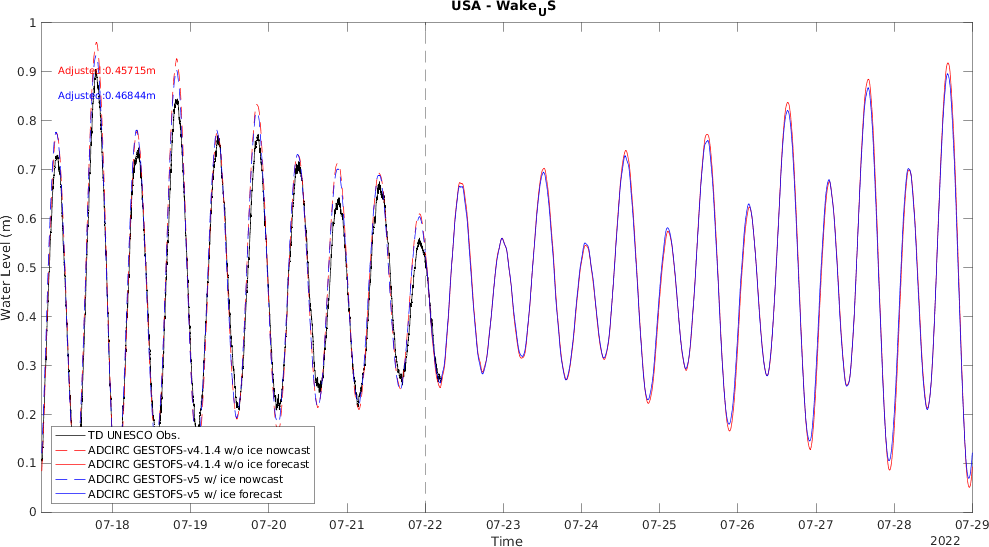 USA - Wake_US
1
0.9
0.8
0.7
0.6
0.5
0.4
0.3
0.2
0.1
0
Water Level (m)
Adjusted:0.45715m
Adjusted:0.46844m
TD UNESCO Obs.
ADCIRC GESTOFS-v4.1.4 w/o ice nowcast
ADCIRC GESTOFS-v4.1.4 w/o ice forecast
ADCIRC GESTOFS-v5 w/ ice nowcast
ADCIRC GESTOFS-v5 w/ ice forecast
07-18 07-19 07-20 07-21 07-22 07-23 07-24 07-25 07-26 07-27 07-28 07-29
Time
2022